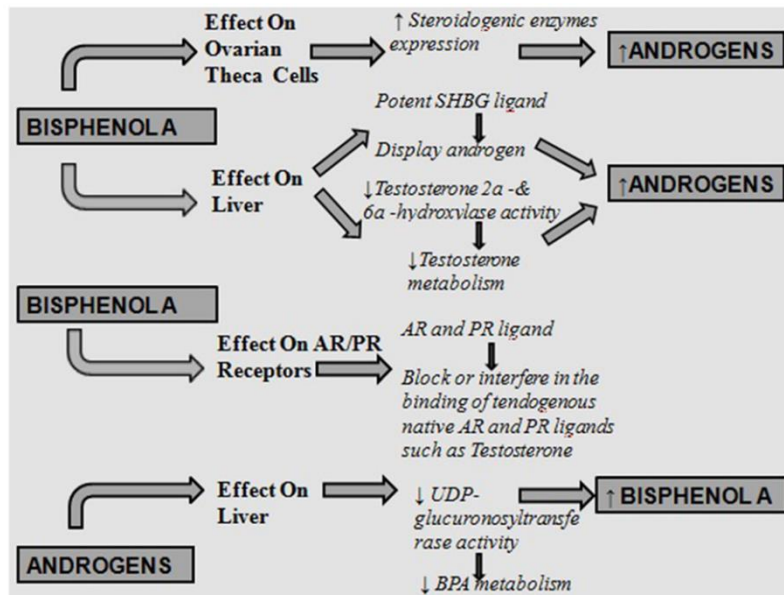 Effect On
Ovarian
Theca Cells
↑ Steroidogenic enzymes
expression
↑ANDROGENS
BISPHENOL A
Potent SHBG ligand
Display androgen
Effect On
Liver
↓Testosterone 2a -&
6a -hydroxvlase activity
↓Testosterone
metabolism
↑ANDROGENS
BISPHENOL A
Effect On AR/PR
Receptors
AR and PR ligand
Block or interfere in the
binding of tendogenous
native AR and PR ligands
such as Testosterone
Effect On
Liver
↓ UDP-
glucuronosyltransfe
rase activity
↓ BPA metabolism
↑ BISPHENOL A
ANDROGENS